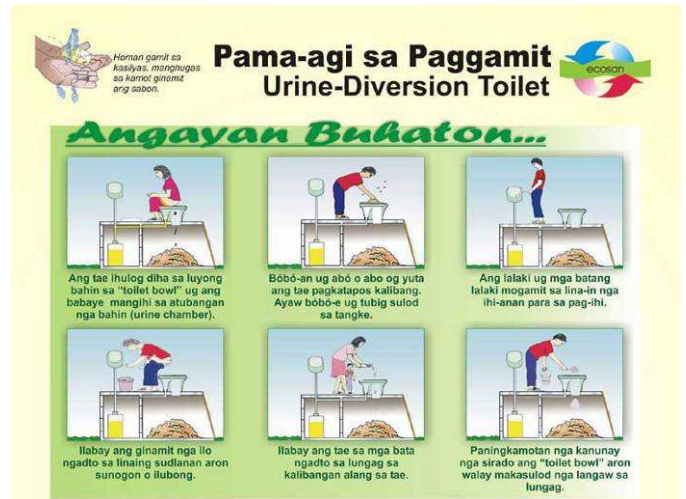 Human gamit sa
kasilyas, manghugas
sa kamot ginamit
ang sabon.
Pama-agi sa Paggamit
Urine-Diversion Toilet
ecosan
Angayan Buhaton...
Ang tae ihulog diha sa luyong
bahin sa "toilet bowl" ug ang
babaye mangihi sa atubangan
nga bahin (urine chamber).
Bóbó-an ug abó o abo og yuta
ang tae pagkatapos kalibang.
Ayaw bóbó-e ug tubig sulod
sa tangke.
Ang lalaki ug mga batang
lalaki mogamit sa lina-in nga
ihi-anan para sa pag-ihi.
Ilabay ang ginamit nga ilo
ngadto sa linaing sudlanan aron
sunogon o ilubong.
Ilabay ang tae sa mga bata
ngadto sa lungag sa
kalibangan alang sa tae.
Paningkamotan nga kanunay
nga sirado ang "toilet bowl" aron
walay makasulod nga langaw sa
lungag.